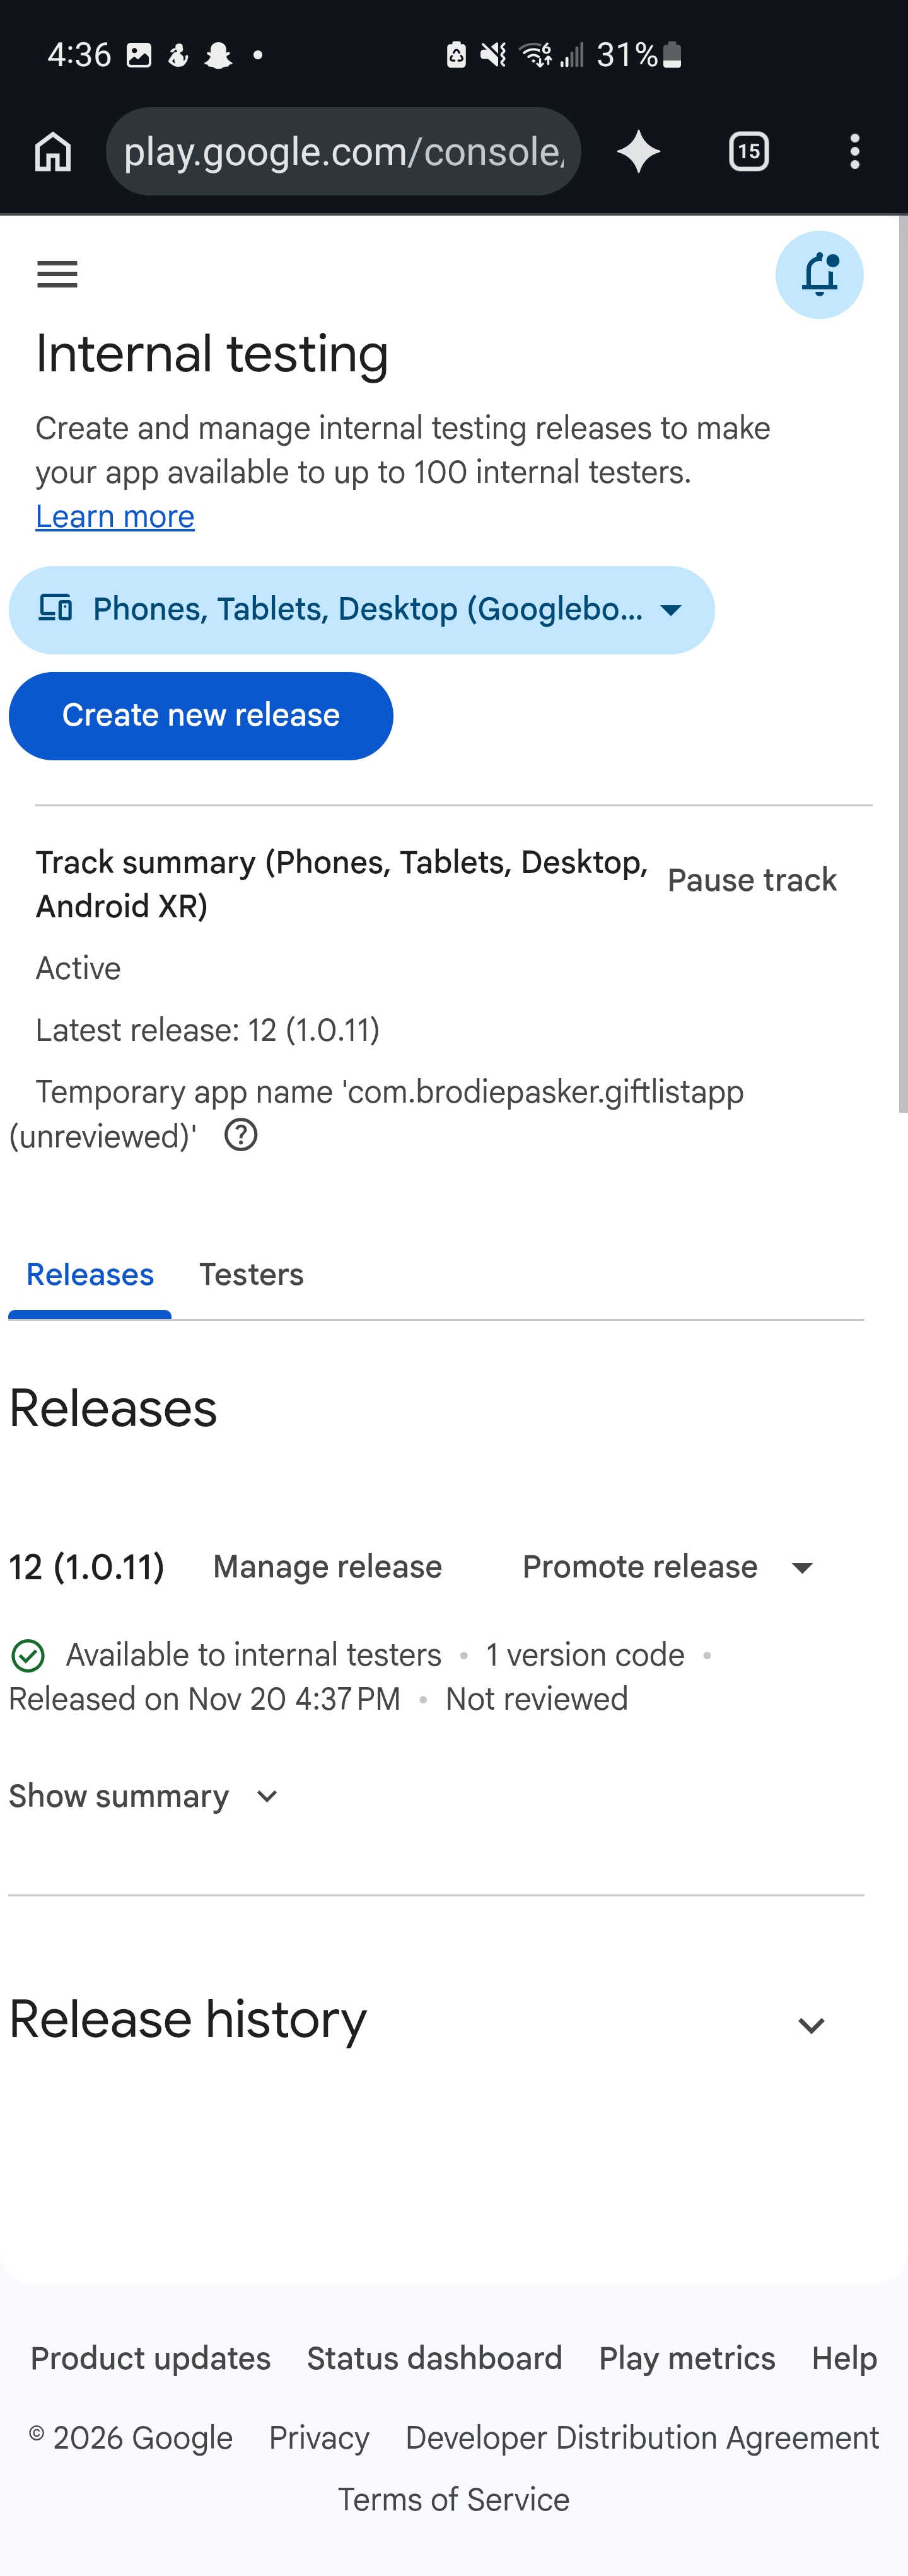 4:36 31%
play.google.com/console/
15
Internal testing
Create and manage internal testing releases to make
your app available to up to 100 internal testers.
Learn more
Phones, Tablets, Desktop (Googlebo...
Create new release
Track summary (Phones, Tablets, Desktop,
Android XR)
Pause track
Active
Latest release: 12 (1.0.11)
Temporary app name 'com.brodiepasker.giftlistapp
(unreviewed)'
Releases Testers
Releases
12 (1.0.11) Manage release Promote release
Available to internal testers • 1 version code •
Released on Nov 20 4:37 PM • Not reviewed
Show summary
Release history
Product updates Status dashboard Play metrics Help
© 2026 Google Privacy Developer Distribution Agreement
Terms of Service